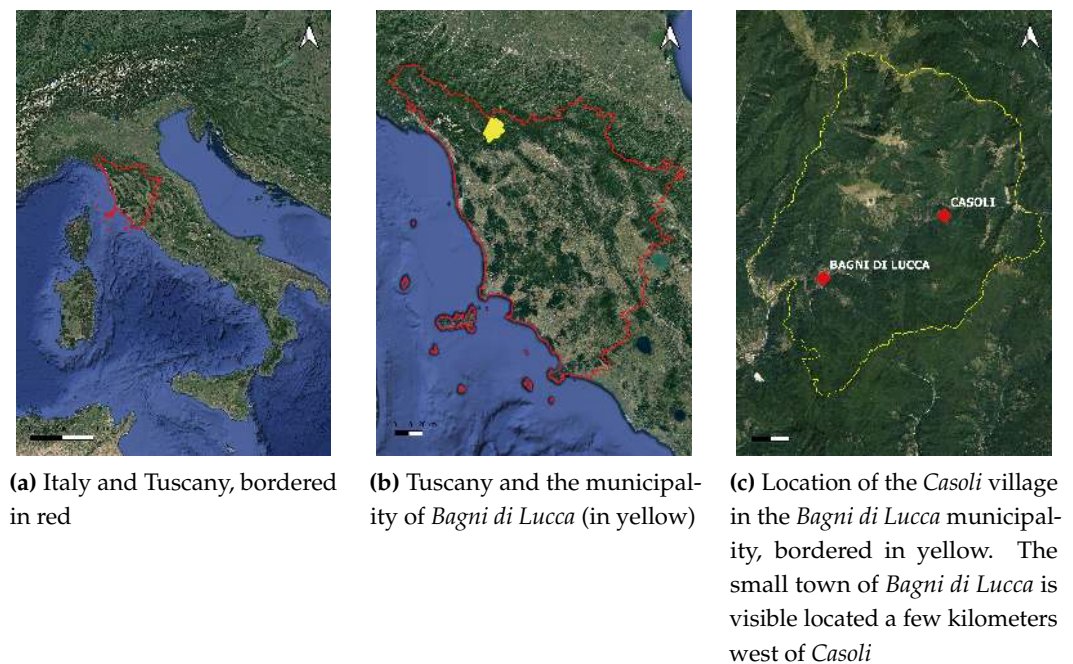 CASOLI
BAGNI DI LUCCA
(a) Italy and Tuscany, bordered
in red
(b) Tuscany and the municipal-
ity of Bagni di Lucca (in yellow)
(c) Location of the Casoli village
in the Bagni di Lucca municipal-
ity, bordered in yellow. The
small town of Bagni di Lucca is
visible located a few kilometers
west of Casoli